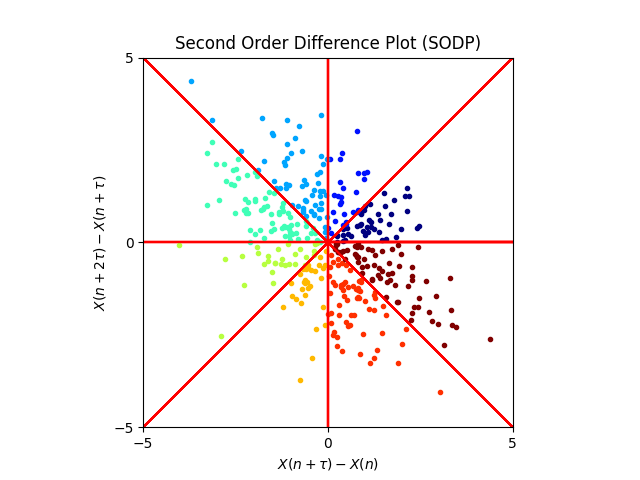 Second Order Difference Plot (SODP)
5
0
−5
X(n + 2τ) − X(n + τ)
−5 0 5
X(n + τ) − X(n)